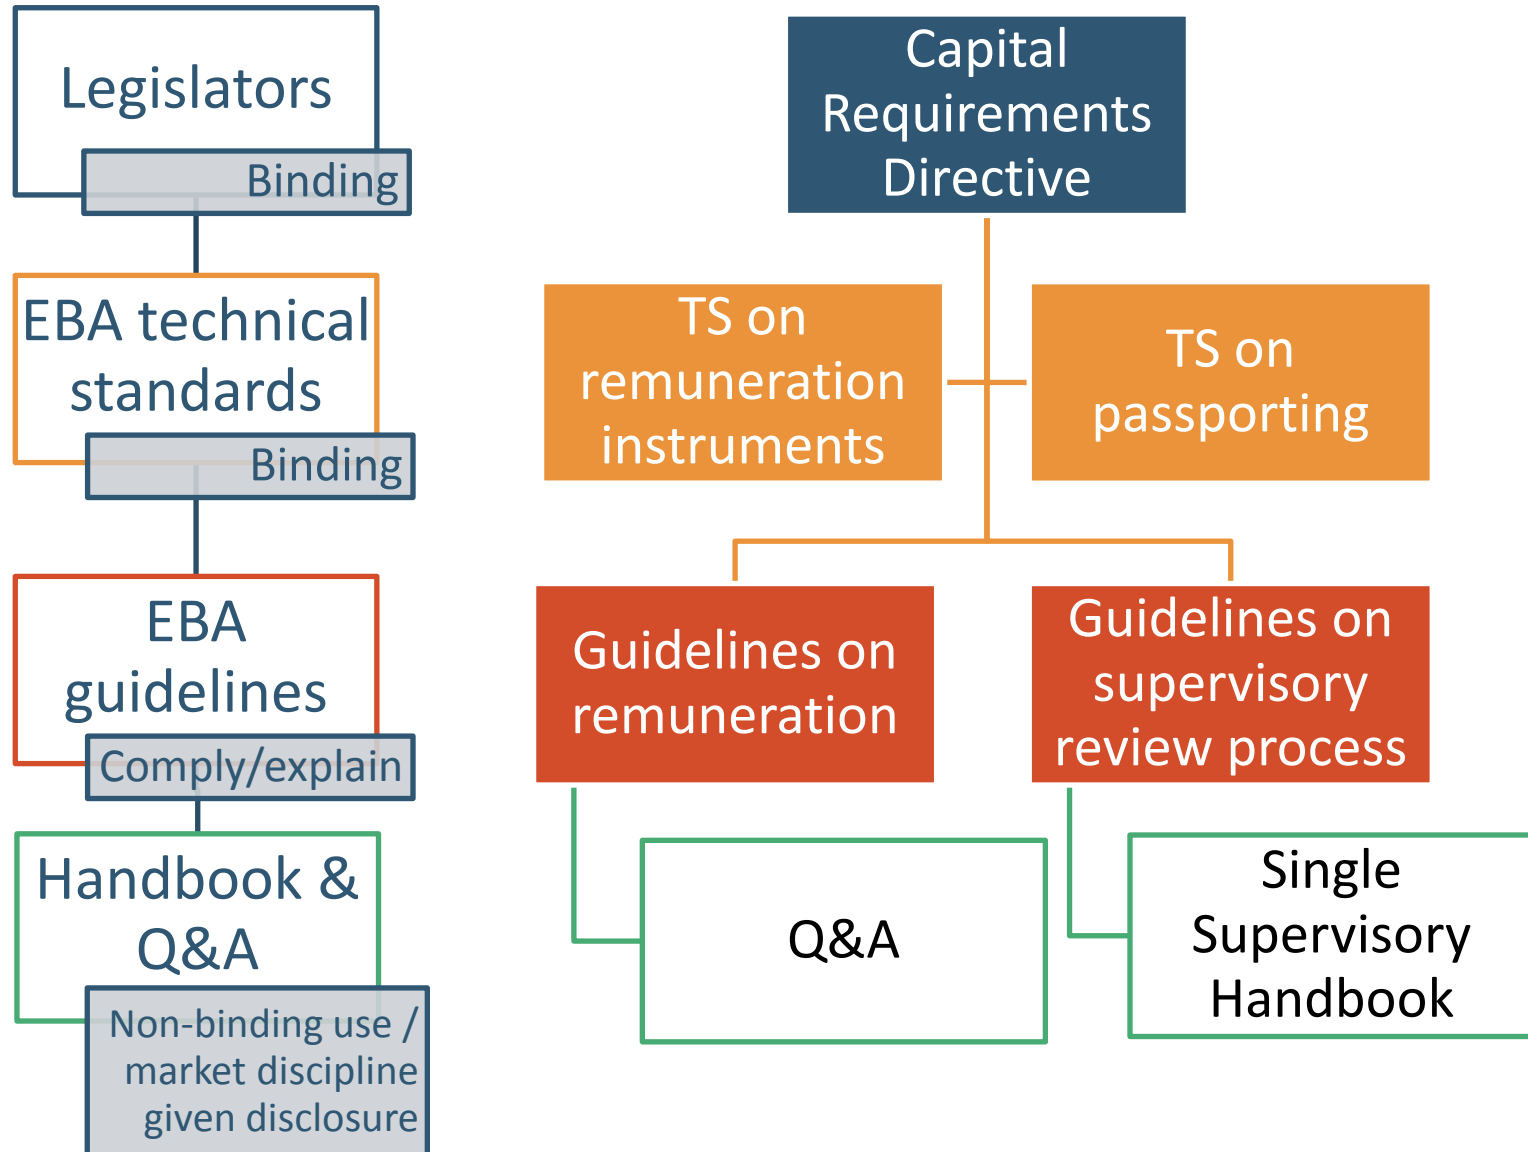 Legislators
Binding
EBA technical
standards
Binding
EBA
guidelines
Comply/explain
Handbook &
Q&A
Non-binding use /
market discipline
given disclosure
Capital
Requirements
Directive
TS on
remuneration
instruments
TS on
passporting
Guidelines on
remuneration
Guidelines on
supervisory
review process
Q&A
Single
Supervisory
Handbook